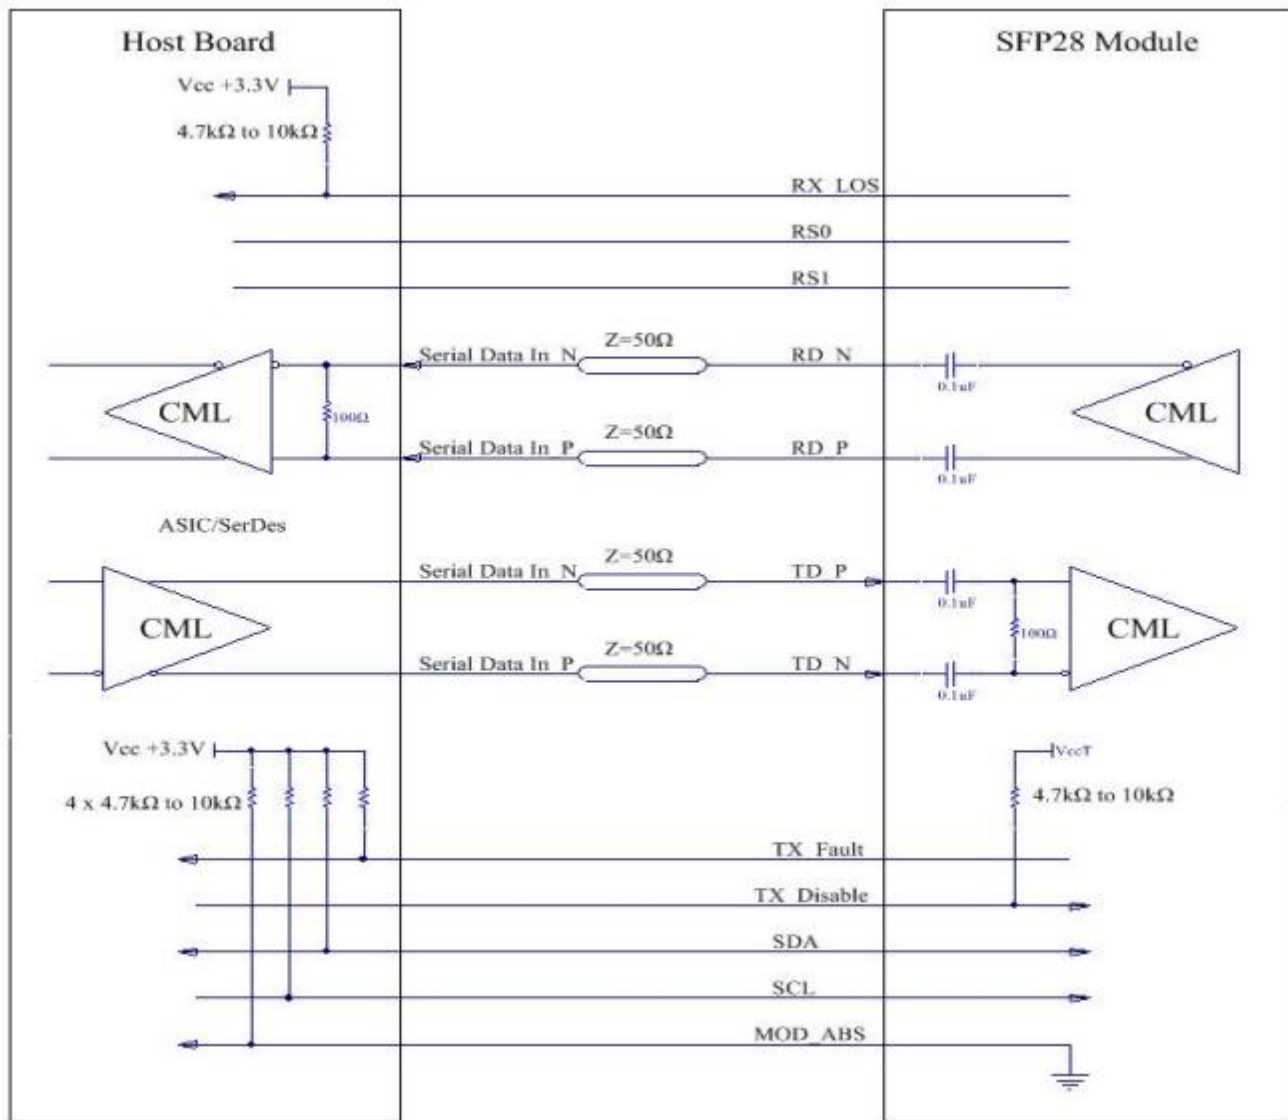 Host Board
SFP28 Module
Vcc +3.3V
4.7kΩ to 10kΩ
RX_LOS
RS0
RS1
Serial Data In_N
Z=50Ω
RD_N
0.1uF
CML
100Ω
CML
Serial Data In_P
Z=50Ω
RD_P
0.1uF
ASIC/SerDes
Serial Data In_N
Z=50Ω
TD_P
0.1uF
CML
100Ω
CML
Serial Data In_P
Z=50Ω
TD_N
0.1uF
Vcc +3.3V
VccT
4 x 4.7kΩ to 10kΩ
4.7kΩ to 10kΩ
TX_Fault
TX_Disable
SDA
SCL
MOD_ABS